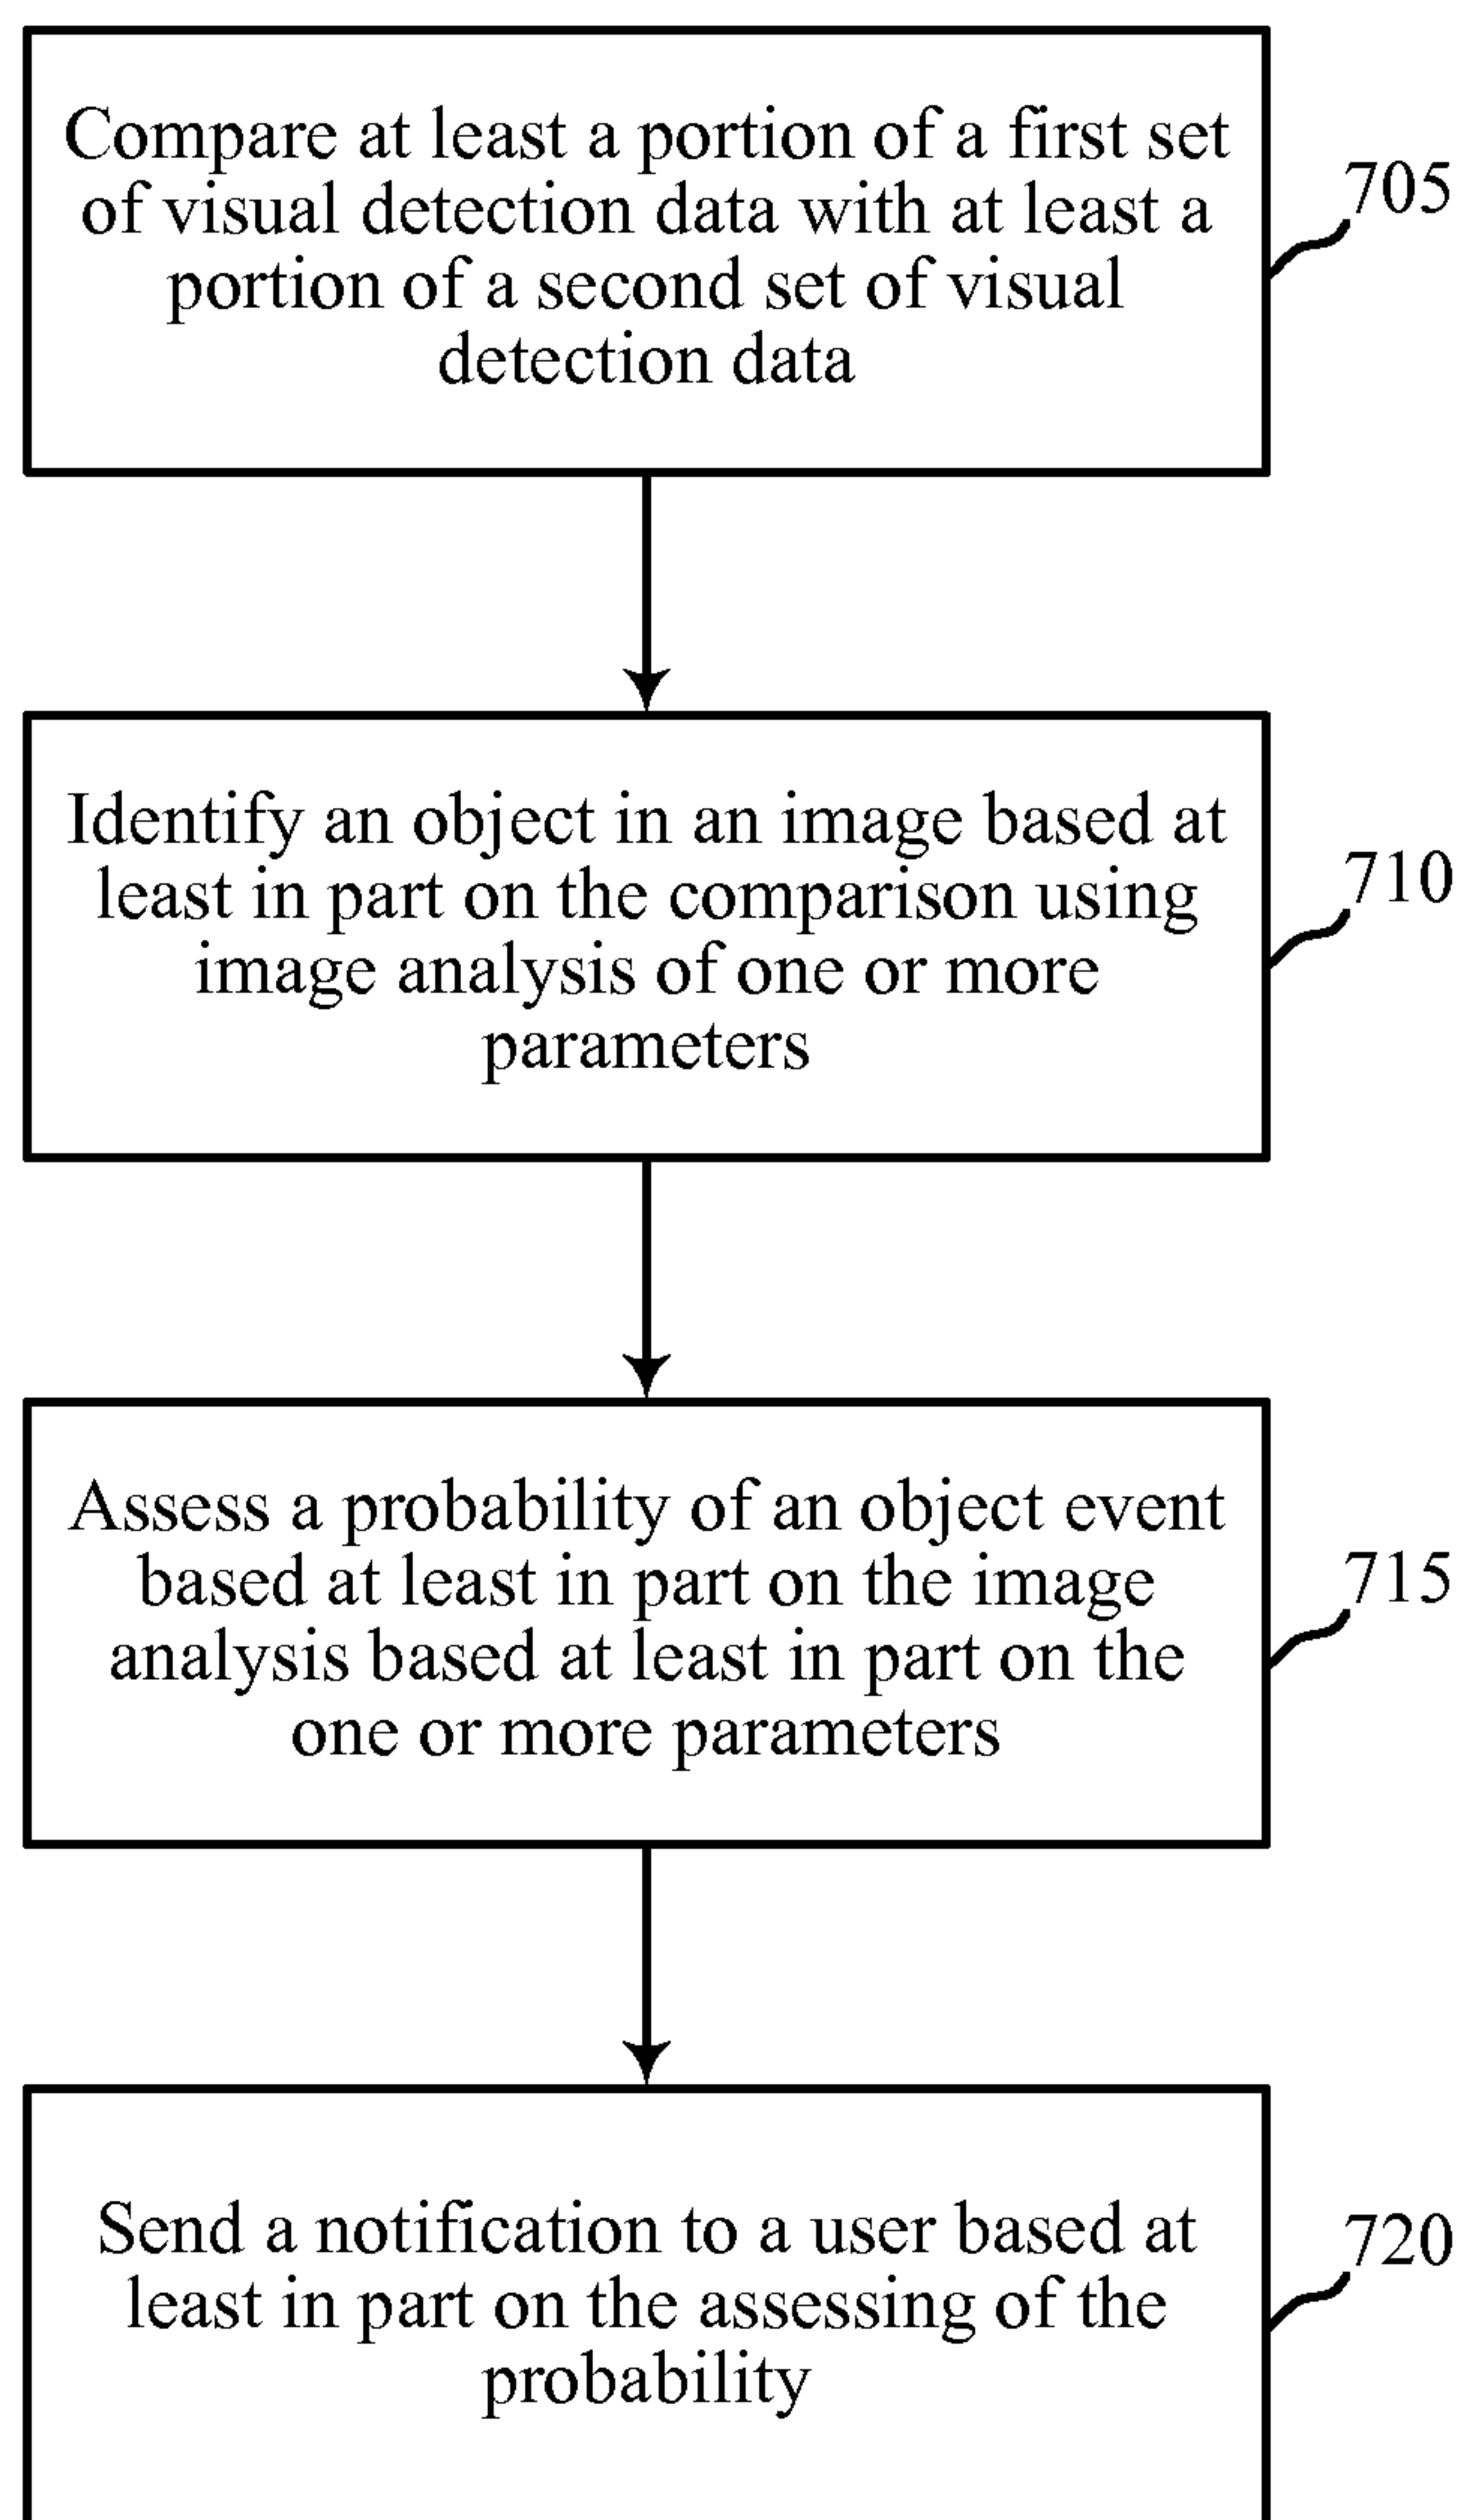 Compare at least a portion of a first set
of visual detection data with at least a
portion of a second set of visual
detection data
705
Identify an object in an image based at
least in part on the comparison using
image analysis of one or more
parameters
710
Assess a probability of an object event
based at least in part on the image
analysis based at least in part on the
one or more parameters
715
Send a notification to a user based at
least in part on the assessing of the
probability
720